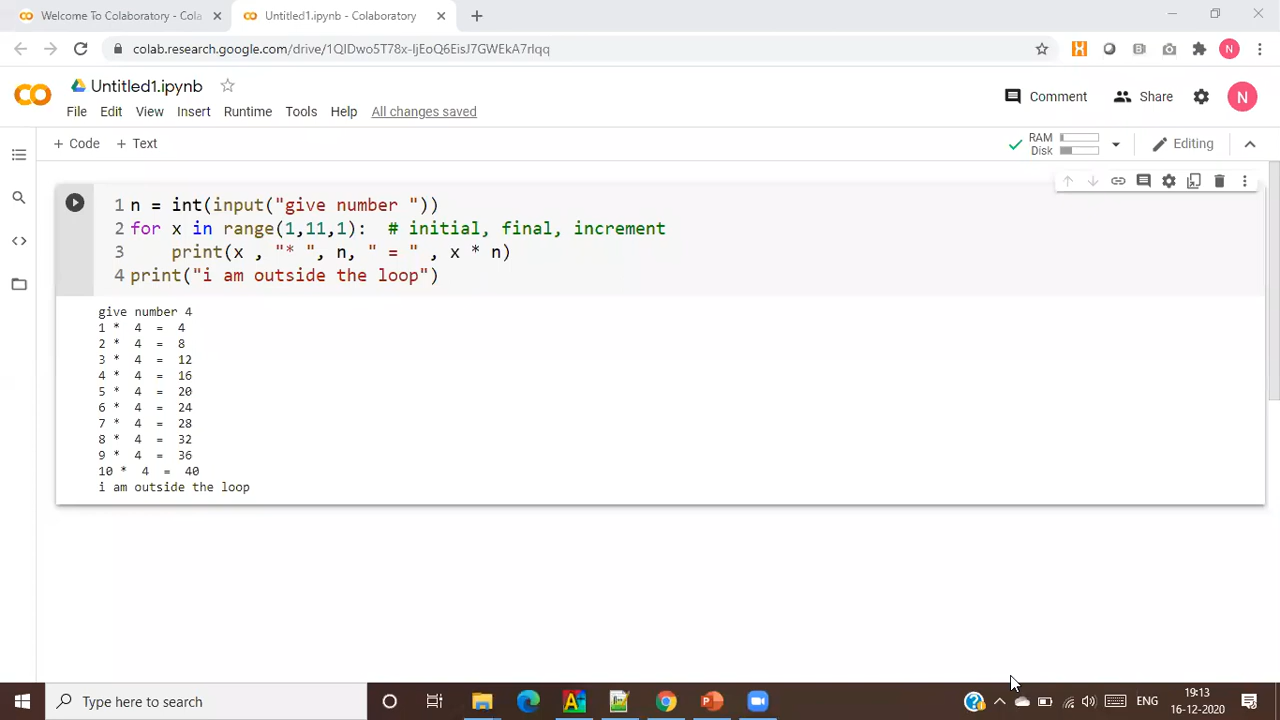 Welcome To Colaboratory - Cola
Untitled1.ipynb - Colaboratory
colab.research.google.com/drive/1QIDwo5T78x-IjEoQ6EisJ7GWEkA7rIqq
N
Untitled1.ipynb
File Edit View Insert Runtime Tools Help All changes saved
Comment Share N
+ Code + Text
RAM
Disk
Editing
1 n = int(input("give number "))
2 for x in range(1,11,1):  # initial, final, increment
3     print(x , "* ", n, " = " , x * n)
4 print("i am outside the loop")
give number 4
1 *  4  =  4
2 *  4  =  8
3 *  4  =  12
4 *  4  =  16
5 *  4  =  20
6 *  4  =  24
7 *  4  =  28
8 *  4  =  32
9 *  4  =  36
10 *  4  =  40
i am outside the loop
Type here to search
ENG
19:13
16-12-2020